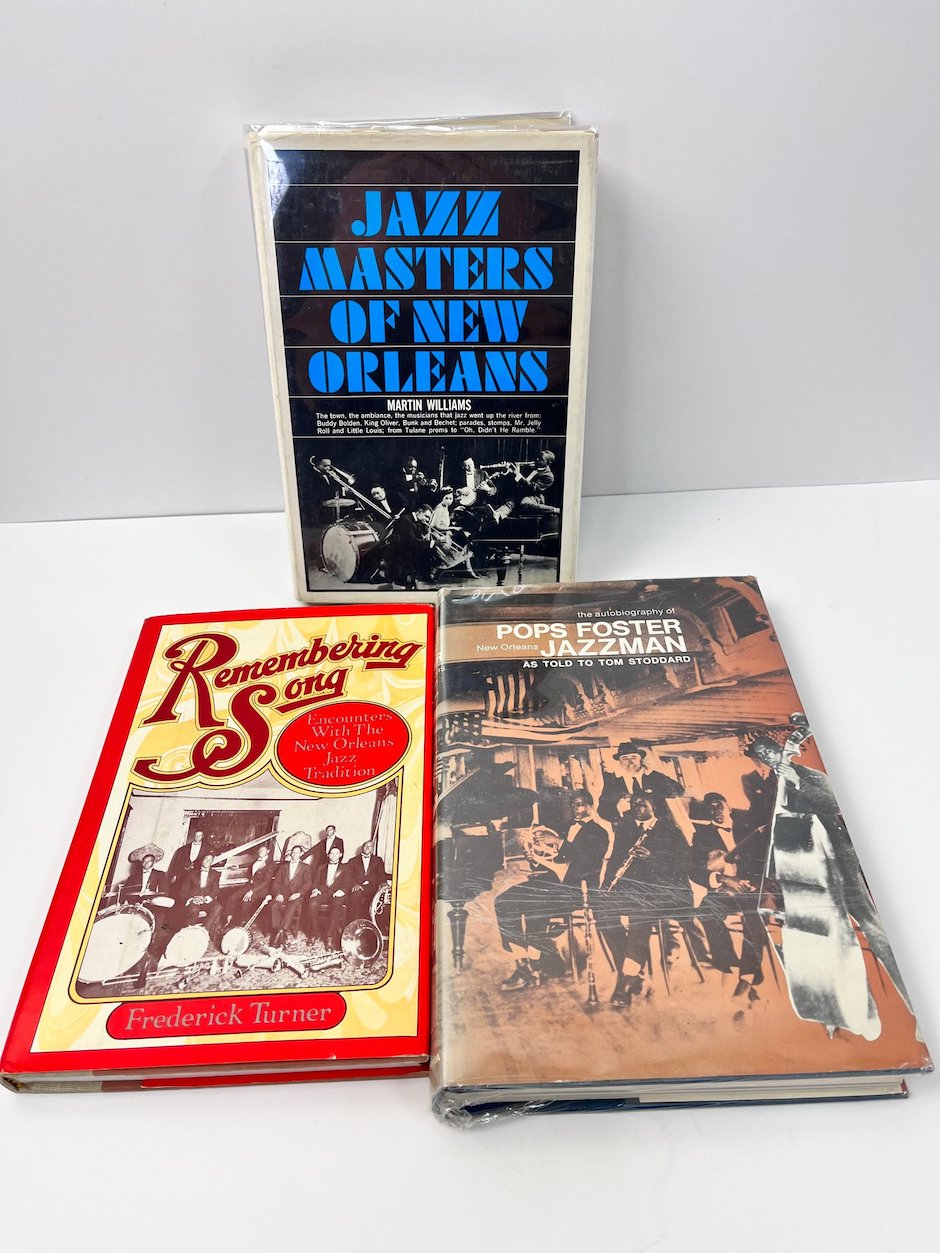 JAZZ
MASTERS
OF NEW
ORLEANS
MARTIN WILLIAMS
The town, the ambiance, the musicians that jazz went up the river from:
Buddy Bolden, King Oliver, Bunk and Bechet; parades, stomps, Mr. Jelly
Roll and Little Louis; from Tulane proms to "Oh, Didn't He Ramble."
Remembering
Song
Encounters
With The
New Orleans
Jazz
Tradition
Frederick Turner
the autobiography of
POPS FOSTER
New Orleans JAZZMAN
AS TOLD TO TOM STODDARD